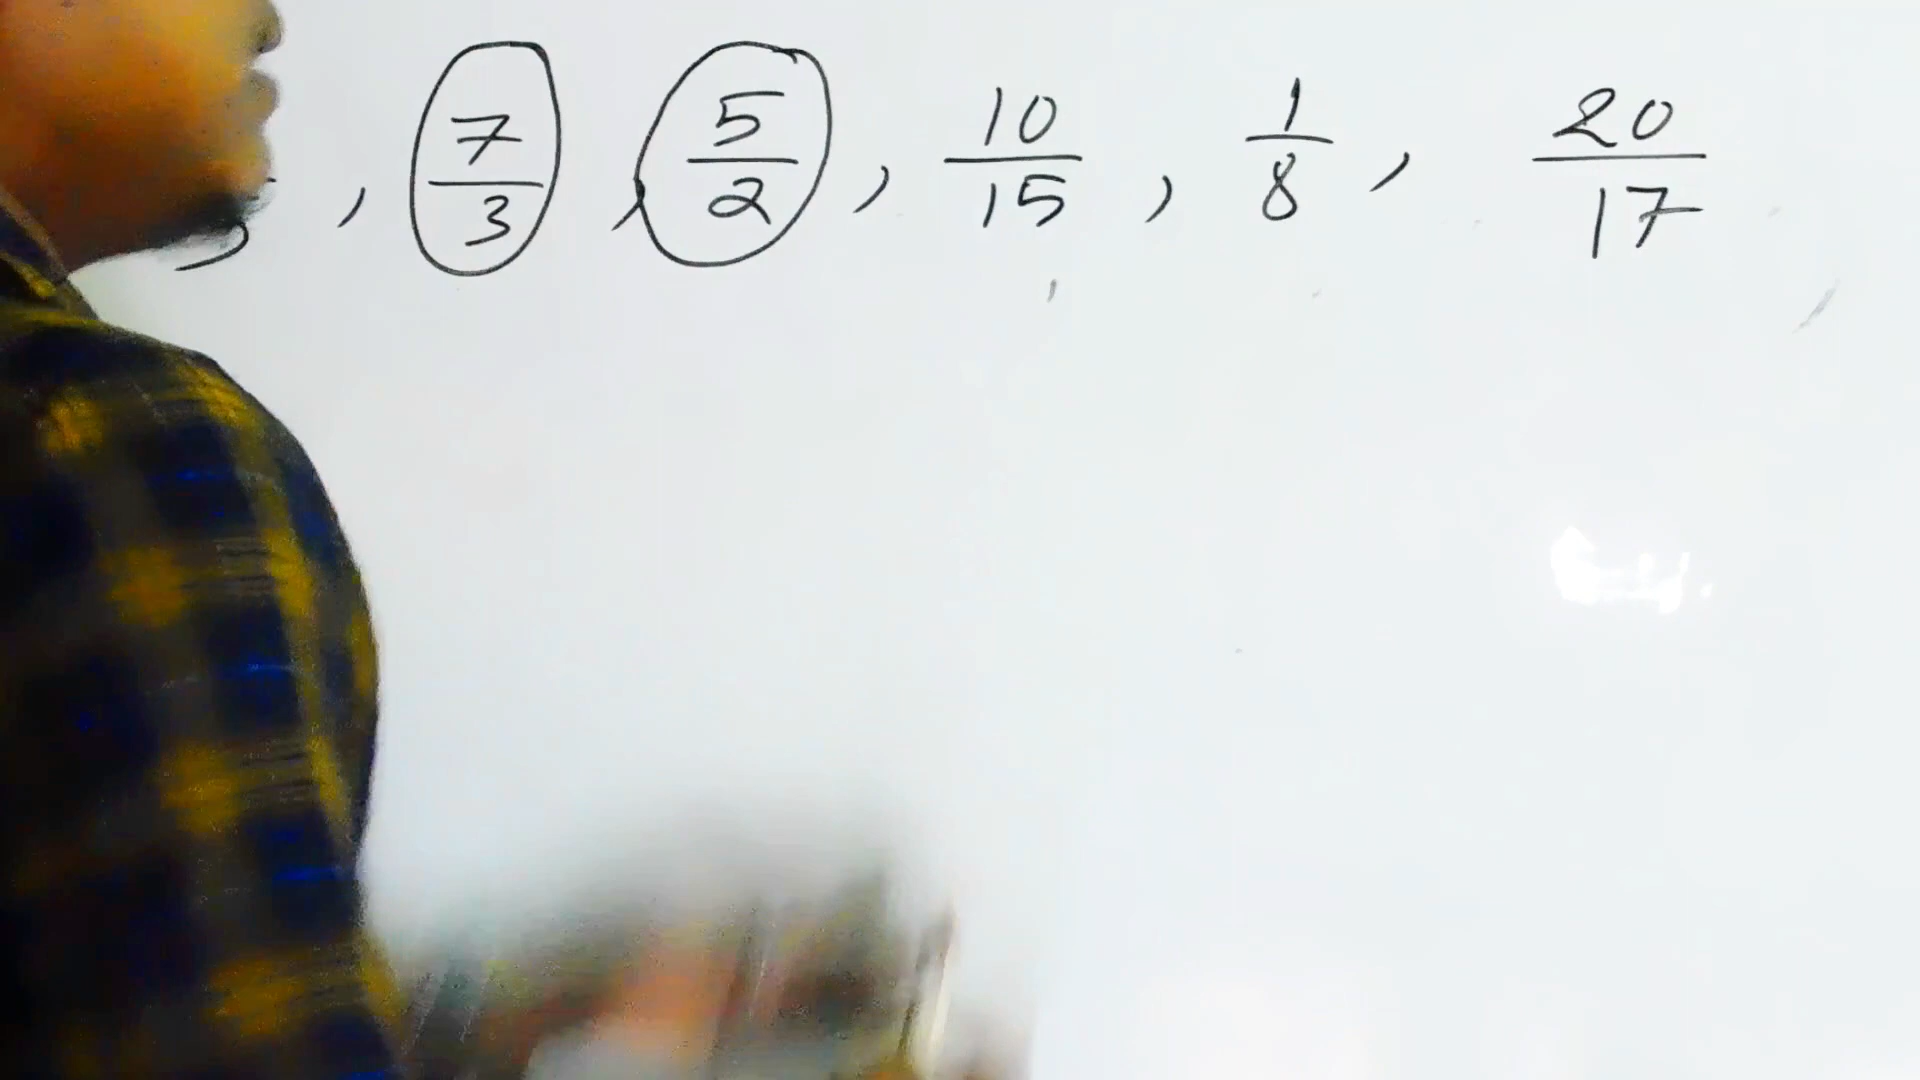 , 7/3 , 5/2 , 10/15 , 1/8 , 20/17